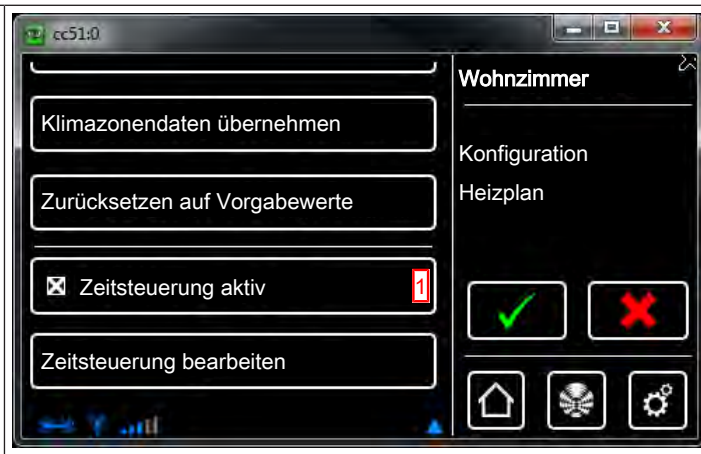 cc51:0
Wohnzimmer
Klimazonendaten übernehmen
Konfiguration
Zurücksetzen auf Vorgabewerte
Heizplan
Zeitsteuerung aktiv
1
Zeitsteuerung bearbeiten